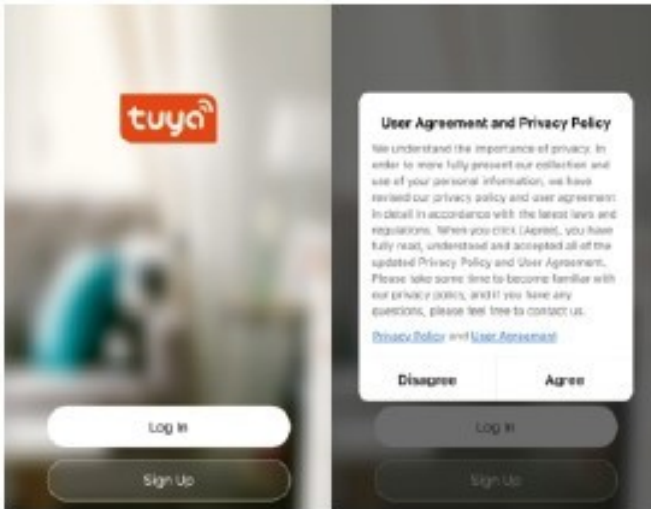 tuya
Log In
Sign Up
User Agreement and Privacy Policy
We understand the importance of privacy. In
order to more fully present our collection and
use of your personal information, we have
revised our privacy policy and user agreement
in detail in accordance with the latest laws and
regulations. When you click [Agree], you have
fully read, understood and accepted all of the
updated Privacy Policy and User Agreement.
Please take some time to become familiar with
our privacy policy, and if you have any
questions, please feel free to contact us.
Privacy Policy and User Agreement
Disagree
Agree
Log In
Sign Up